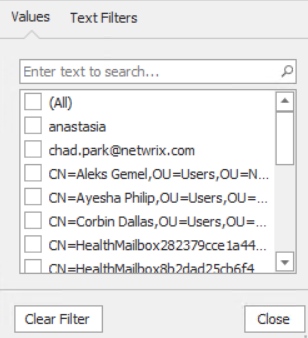 Values Text Filters
Enter text to search...
(All)
anastasia
chad.park@netwrix.com
CN=Aleks Gemel,OU=Users,OU=N...
CN=Ayesha Philip,OU=Users,OU=...
CN=Corbin Dallas,OU=Users,OU=...
CN=HealthMailbox282379cce1a44...
CN=HealthMailbox8b2dad25cb6f4
Clear Filter Close